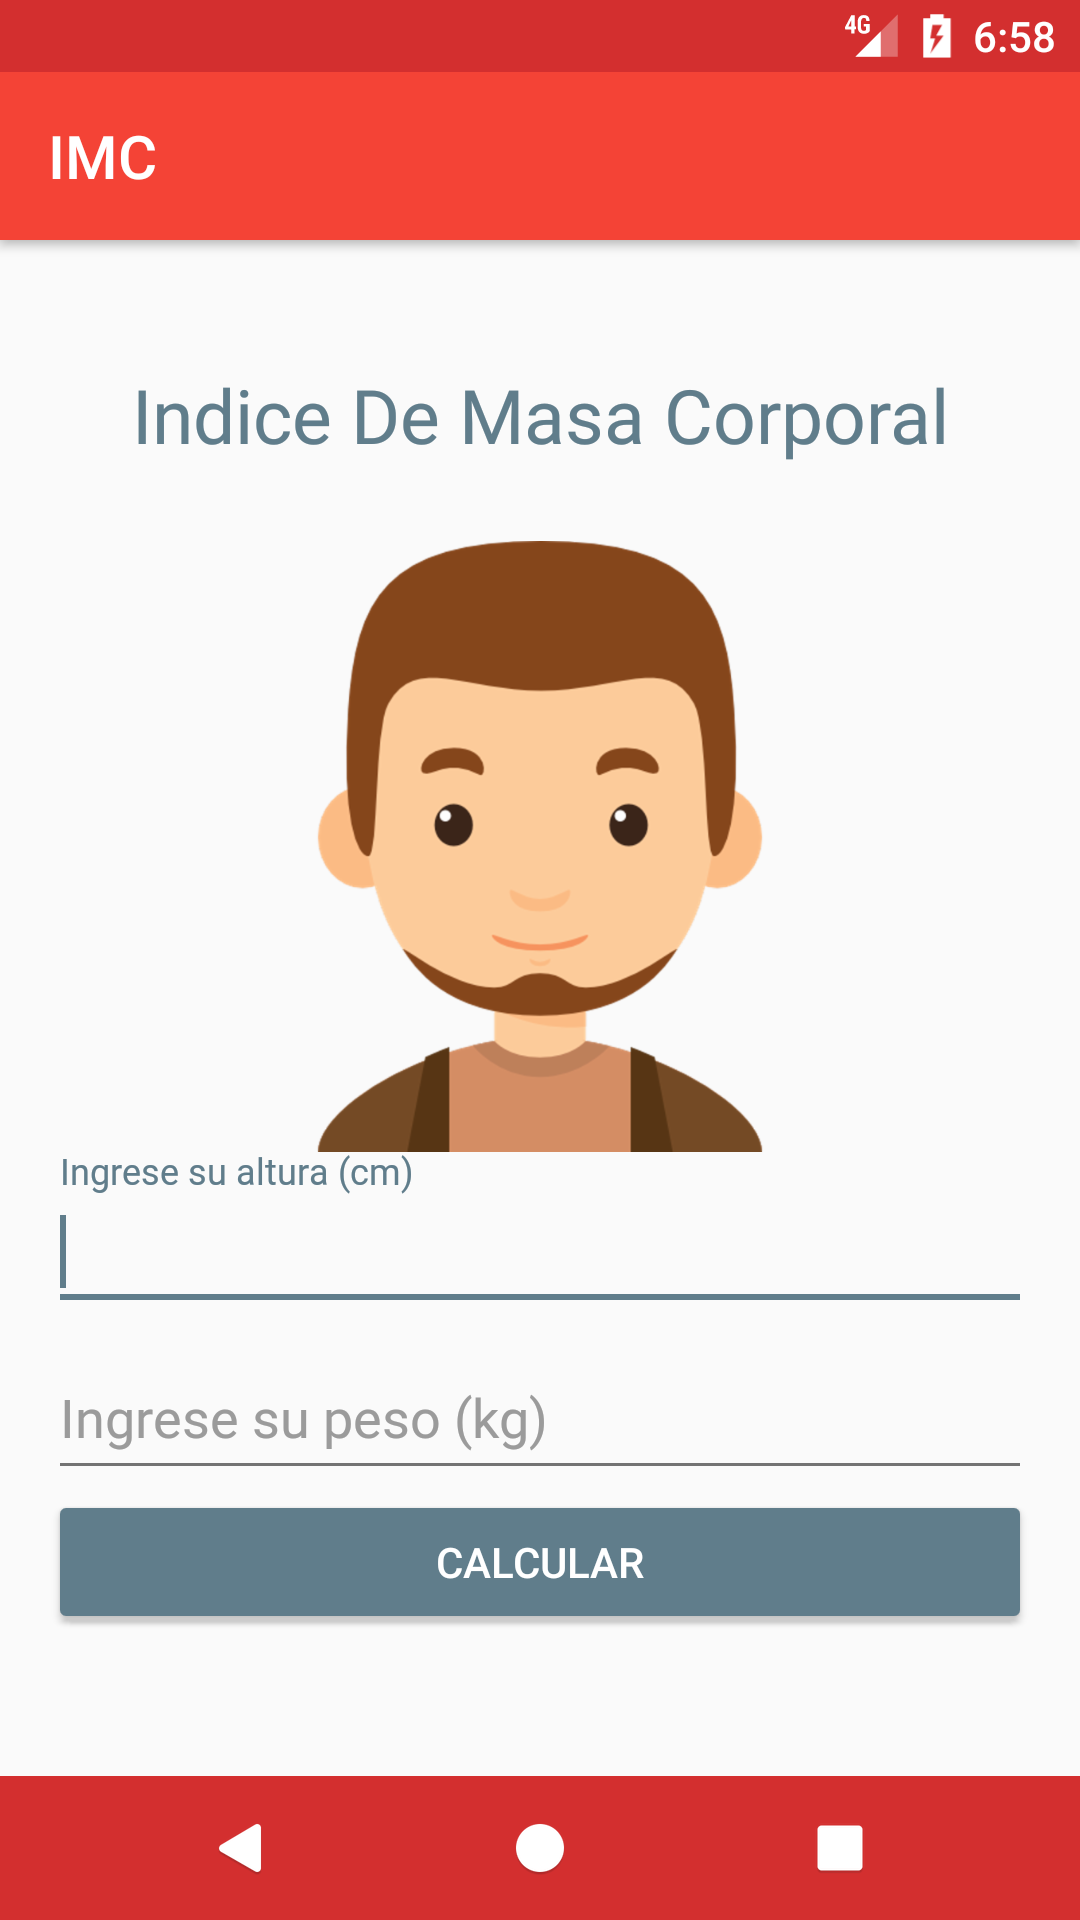 4G 6:58
IMC
Indice De Masa Corporal
Ingrese su altura (cm)
Ingrese su peso (kg)
CALCULAR